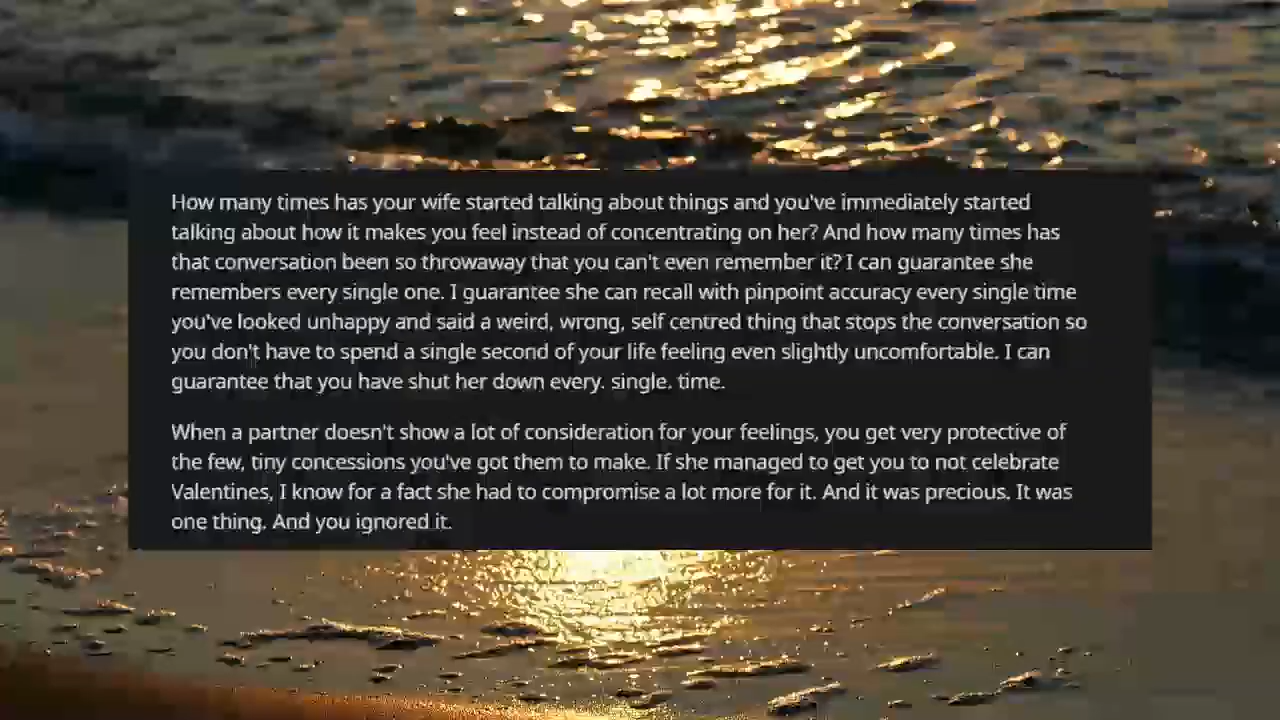 How many times has your wife started talking about things and you've immediately started
talking about how it makes you feel instead of concentrating on her? And how many times has
that conversation been so throwaway that you can't even remember it? I can guarantee she
remembers every single one. I guarantee she can recall with pinpoint accuracy every single time
you've looked unhappy and said a weird, wrong, self centred thing that stops the conversation so
you don't have to spend a single second of your life feeling even slightly uncomfortable. I can
guarantee that you have shut her down every. single. time.
When a partner doesn't show a lot of consideration for your feelings, you get very protective of
the few, tiny concessions you've got them to make. If she managed to get you to not celebrate
Valentines, I know for a fact she had to compromise a lot more for it. And it was precious. It was
one thing. And you ignored it.